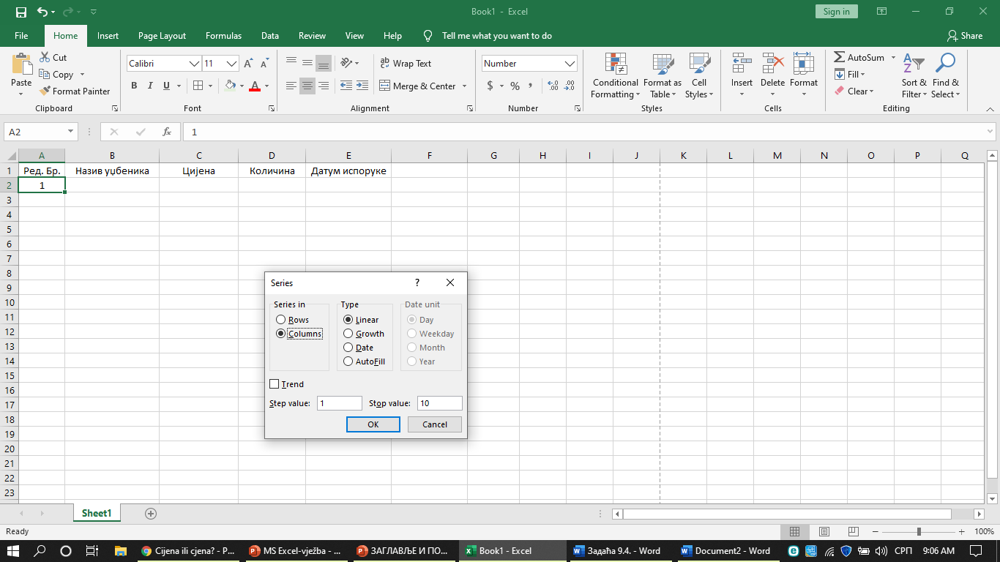 Book1 - Excel
Sign in
File Home Insert Page Layout Formulas Data Review View Help Tell me what you want to do Share
Paste
Cut
Copy
Format Painter
Clipboard
Calibri 11
B I U
Font
Wrap Text
Merge & Center
Alignment
Number
$ % ,
Number
Conditional Formatting
Format as Table
Cell Styles
Styles
Insert Delete Format
Cells
AutoSum
Fill
Clear
Sort & Filter
Find & Select
Editing
A2 fx 1
A B C D E F G H I J K L M N O P Q
1 Ред. Бр. Назив уџбеника Цијена Количина Датум испоруке
2 1
3
4
5
6
7
8
9
10
11
12
13
14
15
16
17
18
19
20
21
22
23
Series ?
Series in Type Date unit
Rows Linear Day
Columns Growth Weekday
Date Month
AutoFill Year
Trend
Step value: 1 Stop value: 10
OK Cancel
Sheet1
Ready 100%
Cijena ili cjena? - P... MS Excel-vježba - ... ЗАГЛАВЉЕ И ПО... Book1 - Excel Задаћа 9.4. - Word Document2 - Word СРП 9:06 AM